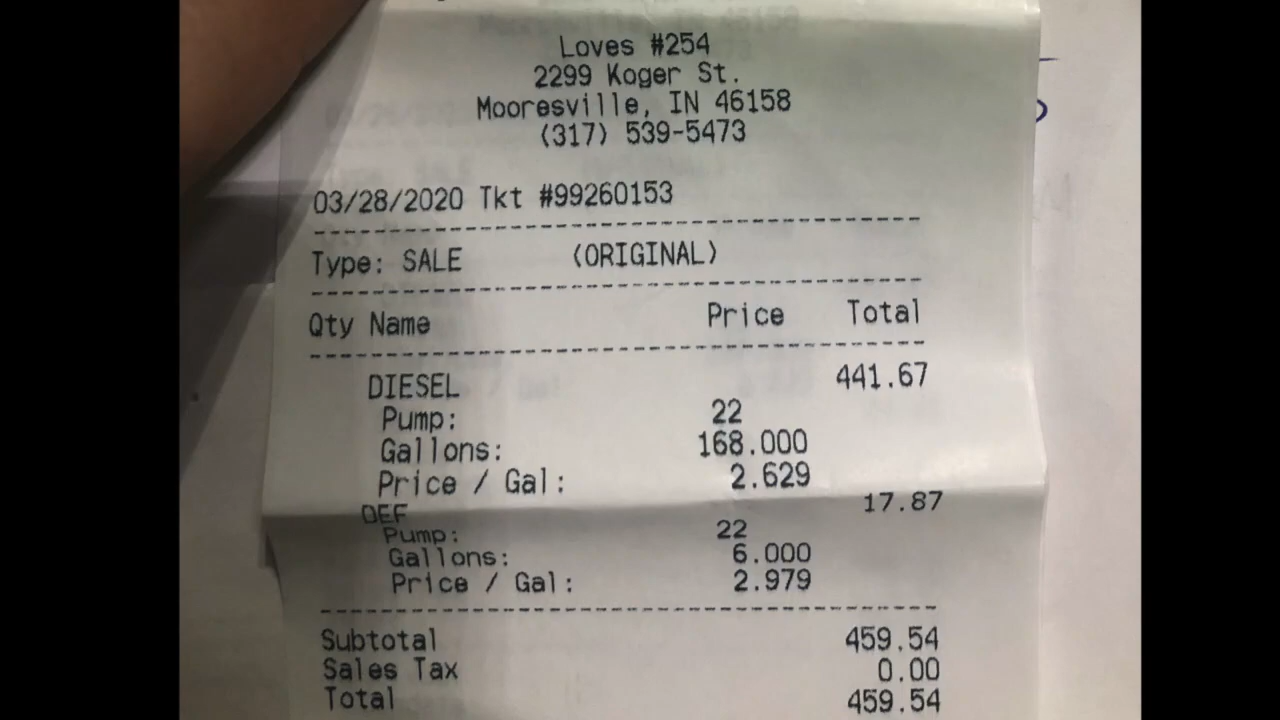 Loves #254
2299 Koger St.
Mooresville, IN 46158
(317) 539-5473
03/28/2020 Tkt #99260153
Type: SALE (ORIGINAL)
Qty Name Price Total
DIESEL 441.67
Pump: 22
Gallons: 168.000
Price / Gal: 2.629
DEF 17.87
Pump: 22
Gallons: 6.000
Price / Gal: 2.979
Subtotal 459.54
Sales Tax 0.00
Total 459.54